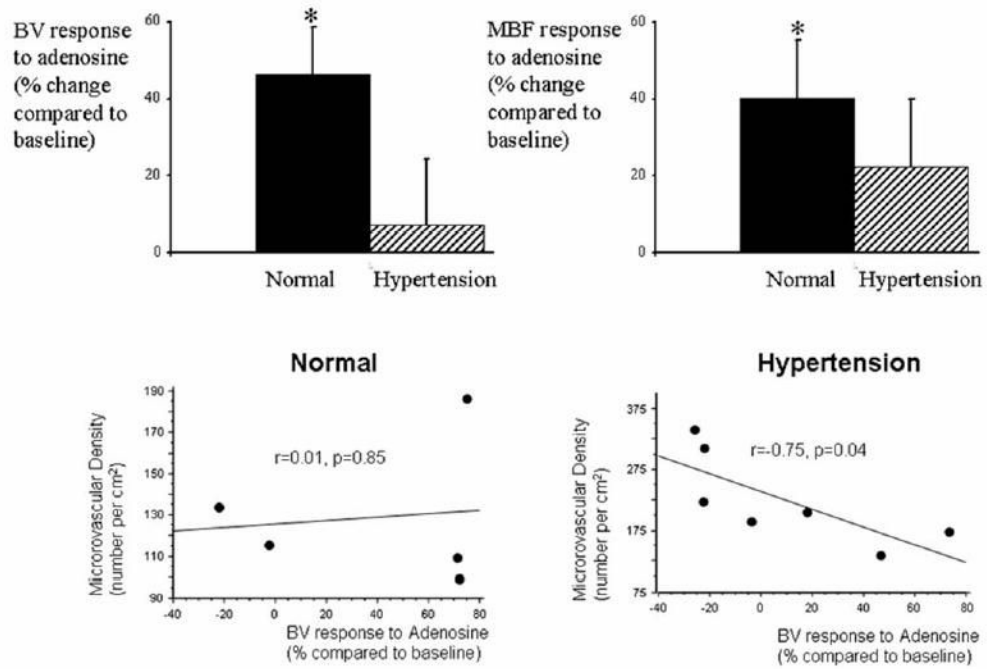 BV response
to adenosine
(% change
compared to
baseline)
60
40
20
0
*
Normal
Hypertension
MBF response
to adenosine
(% change
compared to
baseline)
60
40
20
0
*
Normal
Hypertension
Normal
Microrovascular Density
(number per cm²)
190
170
150
130
110
90
r=0.01, p=0.85
-40 -20 0 20 40 60 80
BV response to Adenosine
(% compared to baseline)
Hypertension
Microrovascular Density
(number per cm²)
375
275
175
75
r=-0.75, p=0.04
-40 -20 0 20 40 60 80
BV response to Adenosine
(% compared to baseline)